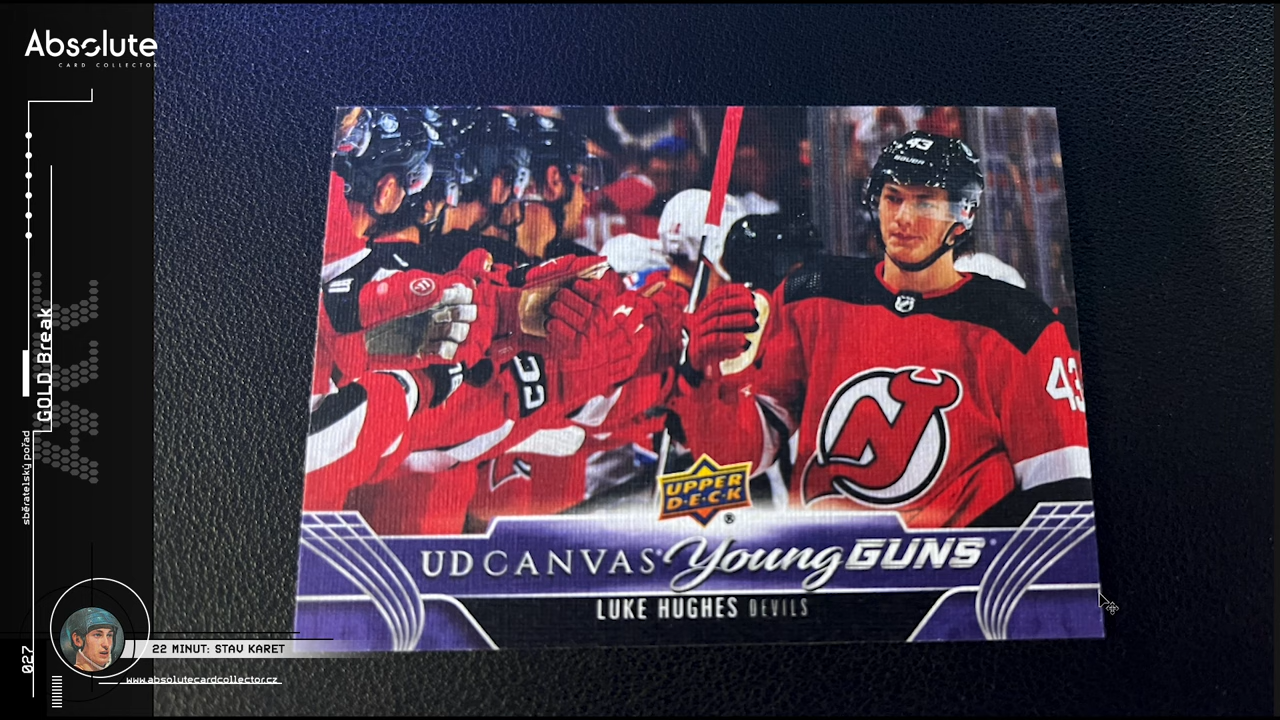 Absolute
CARD COLLECTOR
GOLD Break
sběratelský pořad
027
22 MINUT: STAV KARET
www.absolutecardcollector.cz
43
BAUER
43
UPPER
D·E·C·K
®
UD CANVAS Young GUNS
LUKE HUGHES DEVILS